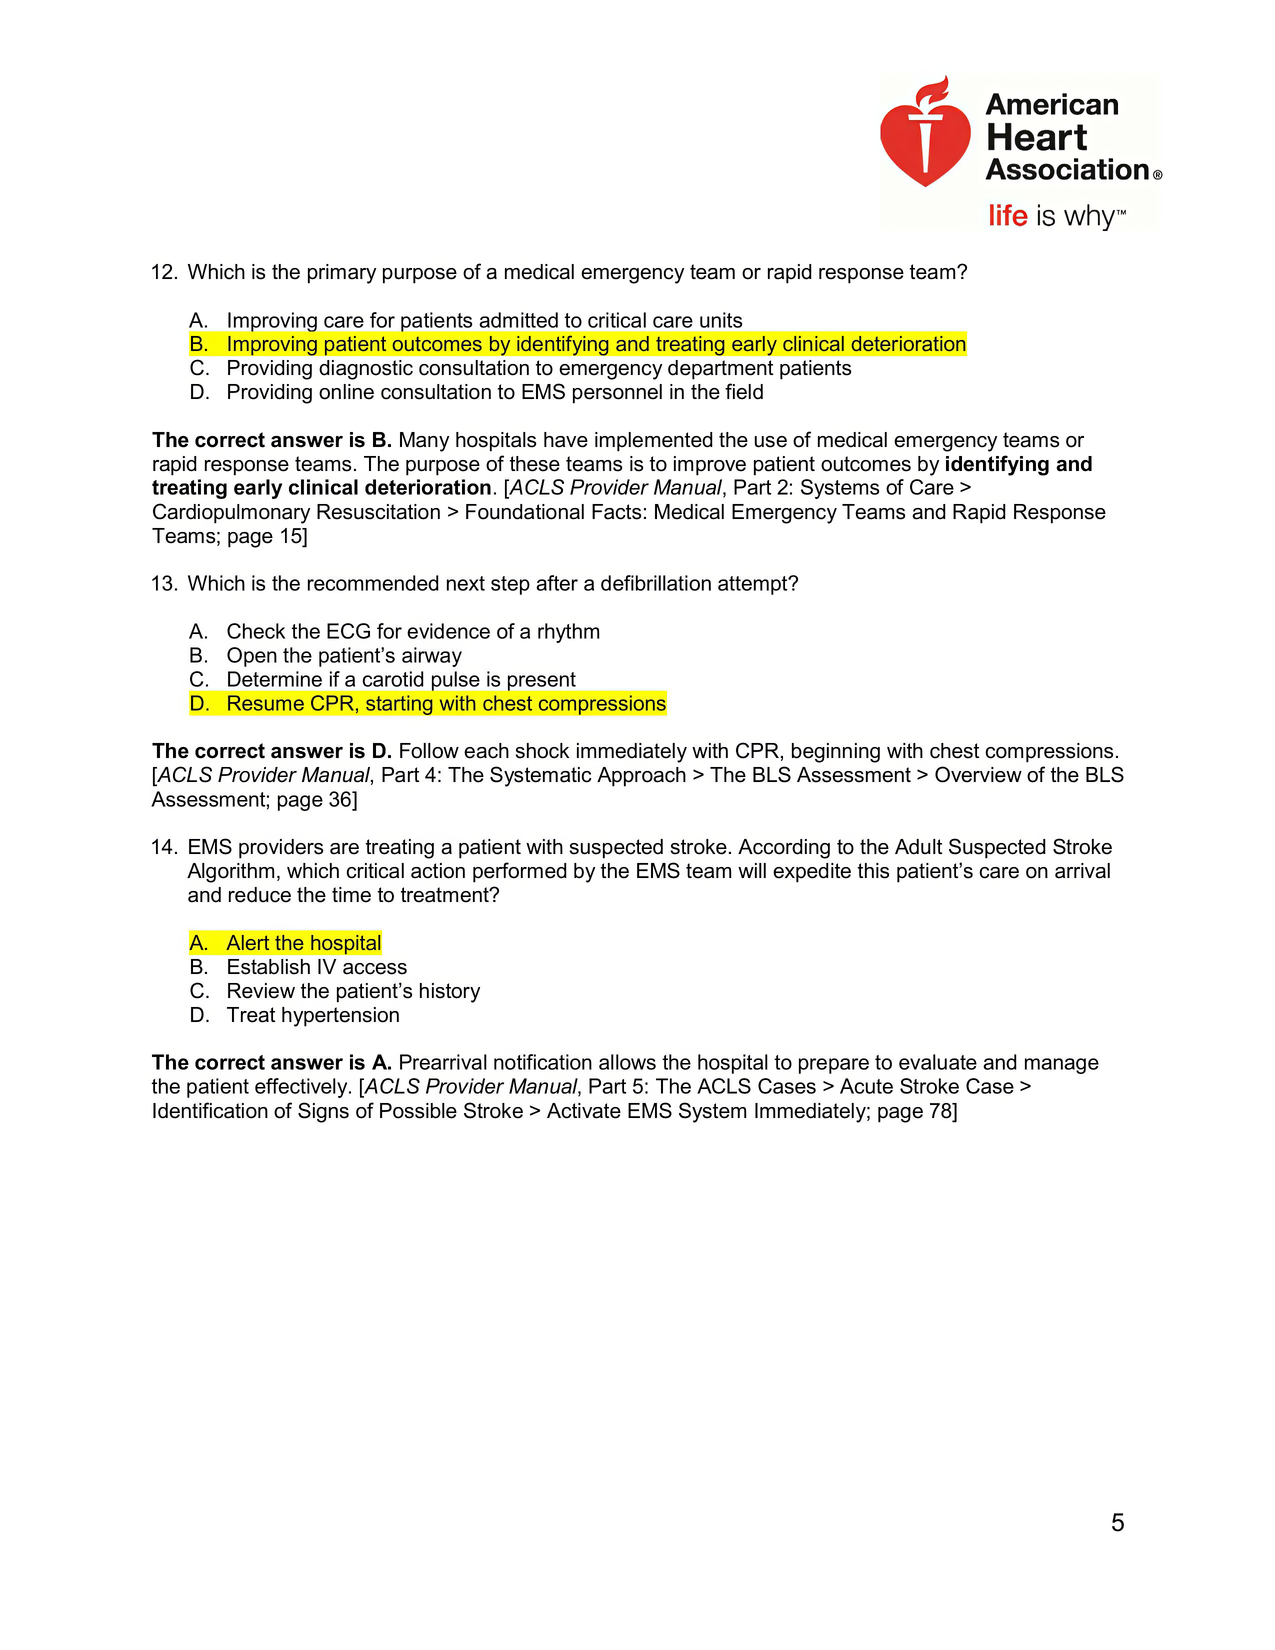 American
Heart
Association®
life is why™
12. Which is the primary purpose of a medical emergency team or rapid response team?
A. Improving care for patients admitted to critical care units
B. Improving patient outcomes by identifying and treating early clinical deterioration
C. Providing diagnostic consultation to emergency department patients
D. Providing online consultation to EMS personnel in the field
The correct answer is B. Many hospitals have implemented the use of medical emergency teams or
rapid response teams. The purpose of these teams is to improve patient outcomes by identifying and
treating early clinical deterioration. [ACLS Provider Manual, Part 2: Systems of Care >
Cardiopulmonary Resuscitation > Foundational Facts: Medical Emergency Teams and Rapid Response
Teams; page 15]
13. Which is the recommended next step after a defibrillation attempt?
A. Check the ECG for evidence of a rhythm
B. Open the patient’s airway
C. Determine if a carotid pulse is present
D. Resume CPR, starting with chest compressions
The correct answer is D. Follow each shock immediately with CPR, beginning with chest compressions.
[ACLS Provider Manual, Part 4: The Systematic Approach > The BLS Assessment > Overview of the BLS
Assessment; page 36]
14. EMS providers are treating a patient with suspected stroke. According to the Adult Suspected Stroke
Algorithm, which critical action performed by the EMS team will expedite this patient’s care on arrival
and reduce the time to treatment?
A. Alert the hospital
B. Establish IV access
C. Review the patient’s history
D. Treat hypertension
The correct answer is A. Prearrival notification allows the hospital to prepare to evaluate and manage
the patient effectively. [ACLS Provider Manual, Part 5: The ACLS Cases > Acute Stroke Case >
Identification of Signs of Possible Stroke > Activate EMS System Immediately; page 78]
5